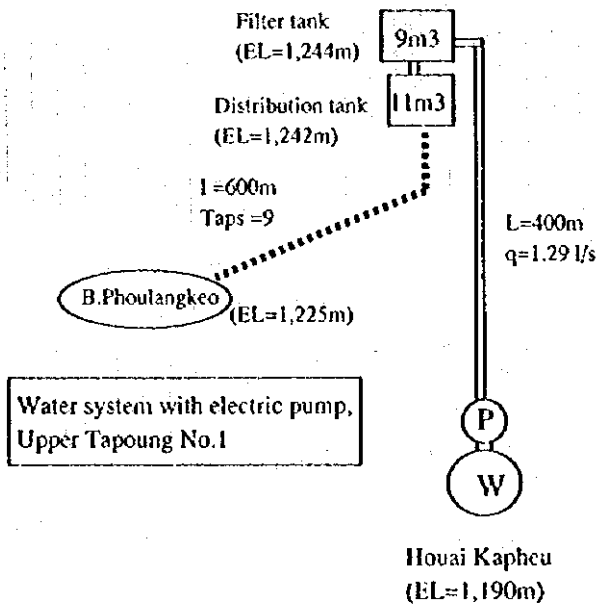 Filter tank
(EL=1,244m)
9m3
Distribution tank
(EL=1,242m)
11m3
l =600m
Taps =9
L=400m
q=1.29 l/s
B.Phoulangkeo
(EL=1,225m)
Water system with electric pump,
Upper Tapoung No.1
P
W
Houai Kapheu
(EL=1,190m)